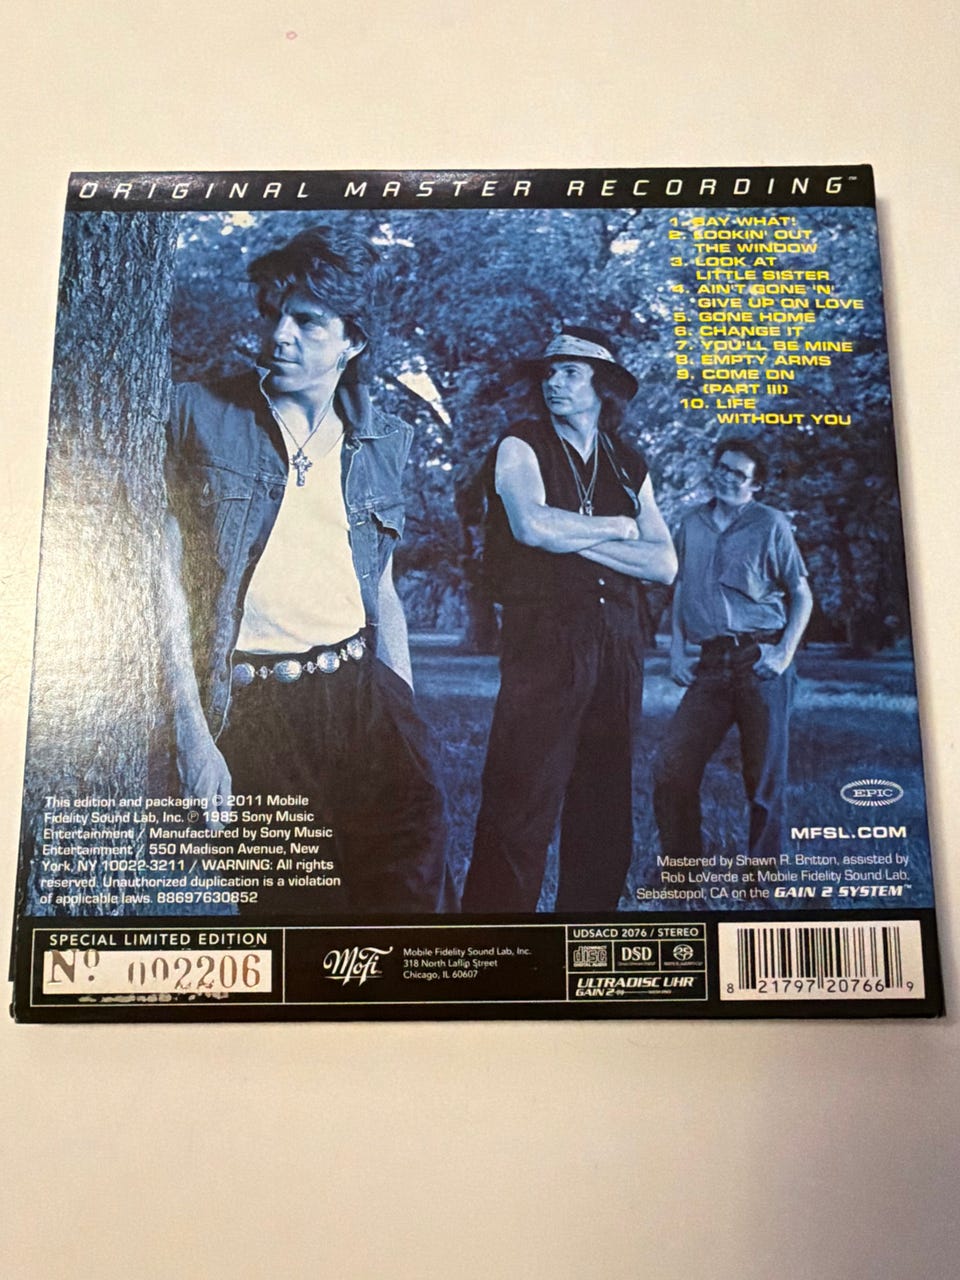 ORIGINAL MASTER RECORDING™
1. SAY WHAT!
2. LOOKIN' OUT
THE WINDOW
3. LOOK AT
LITTLE SISTER
4. AIN'T GONE 'N'
GIVE UP ON LOVE
5. GONE HOME
6. CHANGE IT
7. YOU'LL BE MINE
8. EMPTY ARMS
9. COME ON
(PART III)
10. LIFE
WITHOUT YOU
This edition and packaging © 2011 Mobile
Fidelity Sound Lab, Inc. ℗ 1985 Sony Music
Entertainment / Manufactured by Sony Music
Entertainment / 550 Madison Avenue, New
York, NY 10022-3211 / WARNING: All rights
reserved. Unauthorized duplication is a violation
of applicable laws. 88697630852
EPIC
MFSL.COM
Mastered by Shawn R. Britton, assisted by
Rob LoVerde at Mobile Fidelity Sound Lab,
Sebastopol, CA on the GAIN 2 SYSTEM™
SPECIAL LIMITED EDITION
Nº 002206
MoFi
Mobile Fidelity Sound Lab, Inc.
318 North Laflin Street
Chicago, IL 60607
UDSACD 2076 / STEREO
COMPACT disc DIGITAL AUDIO
DSD
ULTRADISC UHR
GAIN 2
8 21797 20766 9